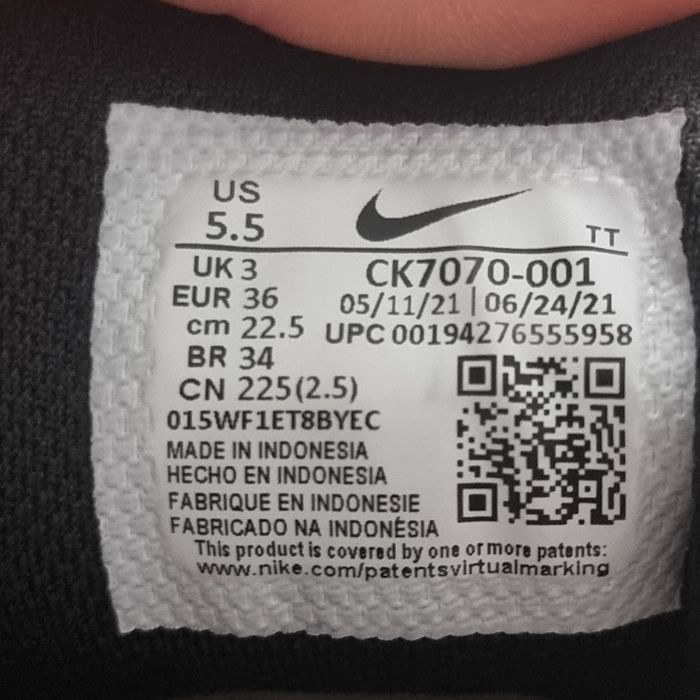 US
5.5
TT
UK 3
CK7070-001
EUR 36
05/11/21 | 06/24/21
cm 22.5
UPC 00194276555958
BR 34
CN 225(2.5)
015WF1ET8BYEC
MADE IN INDONESIA
HECHO EN INDONESIA
FABRIQUE EN INDONESIE
FABRICADO NA INDONÉSIA
This product is covered by one or more patents:
www.nike.com/patentsvirtualmarking